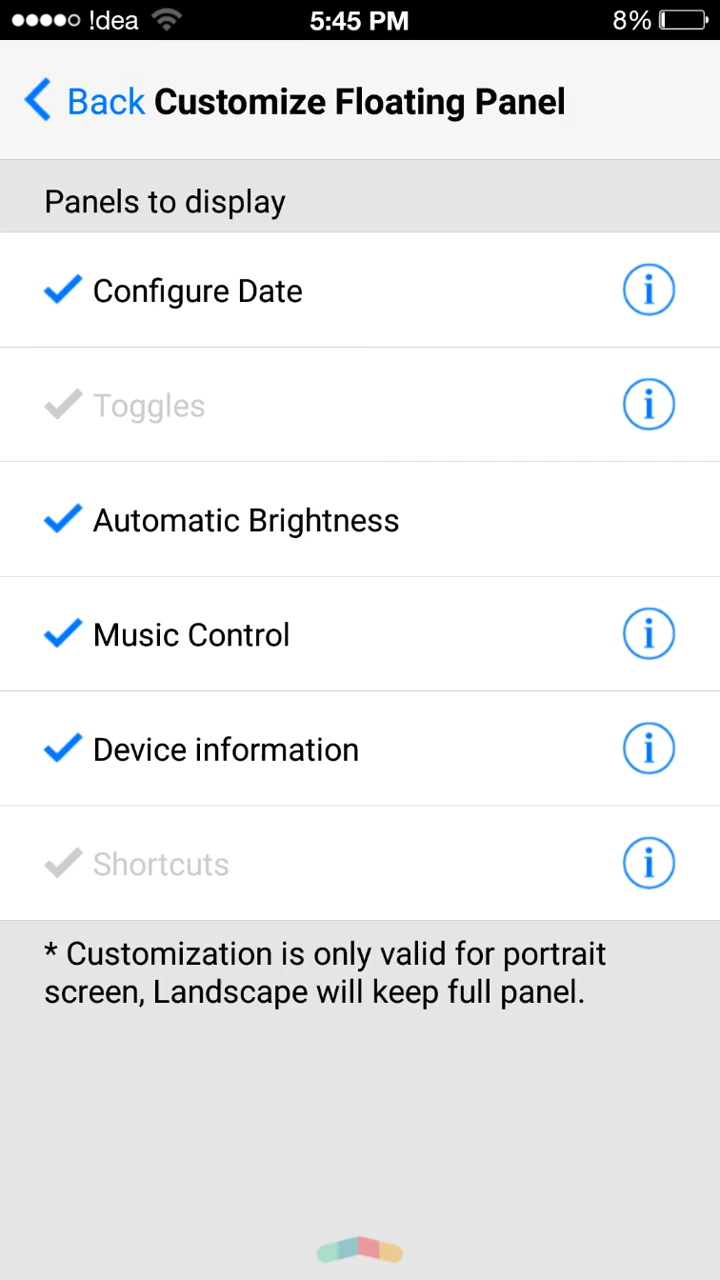 !dea 5:45 PM 8%
Back Customize Floating Panel
Panels to display
Configure Date
Toggles
Automatic Brightness
Music Control
Device information
Shortcuts
* Customization is only valid for portrait
screen, Landscape will keep full panel.